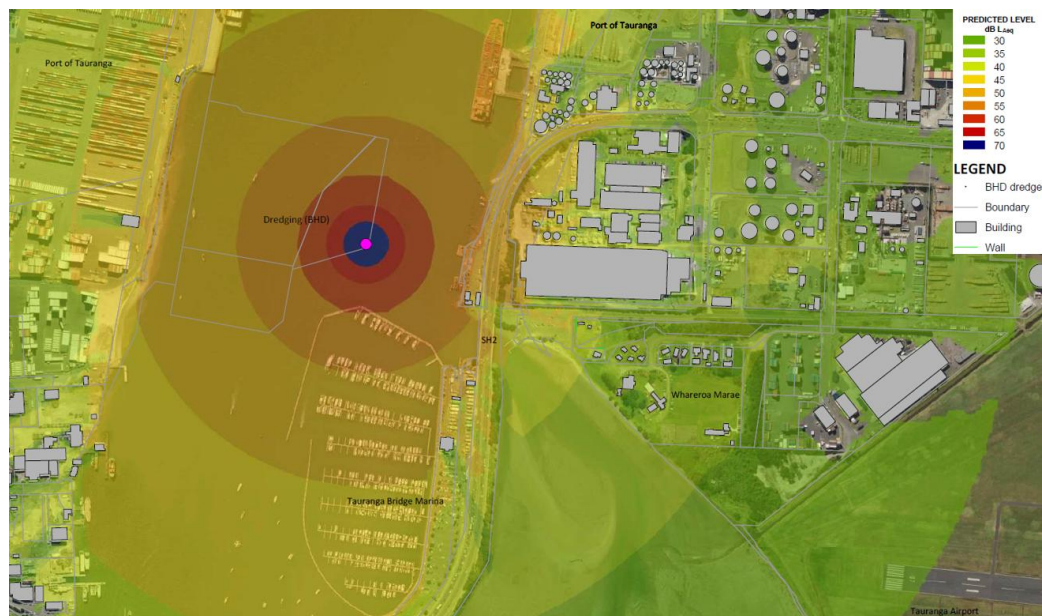 PREDICTED LEVEL
dB LAeq
30
35
40
45
50
55
60
65
70
LEGEND
BHD dredge
Boundary
Building
Wall
Port of Tauranga
Port of Tauranga
Dredging (BHD)
SH2
Whareroa Marae
Tauranga Bridge Marina
Tauranga Airport